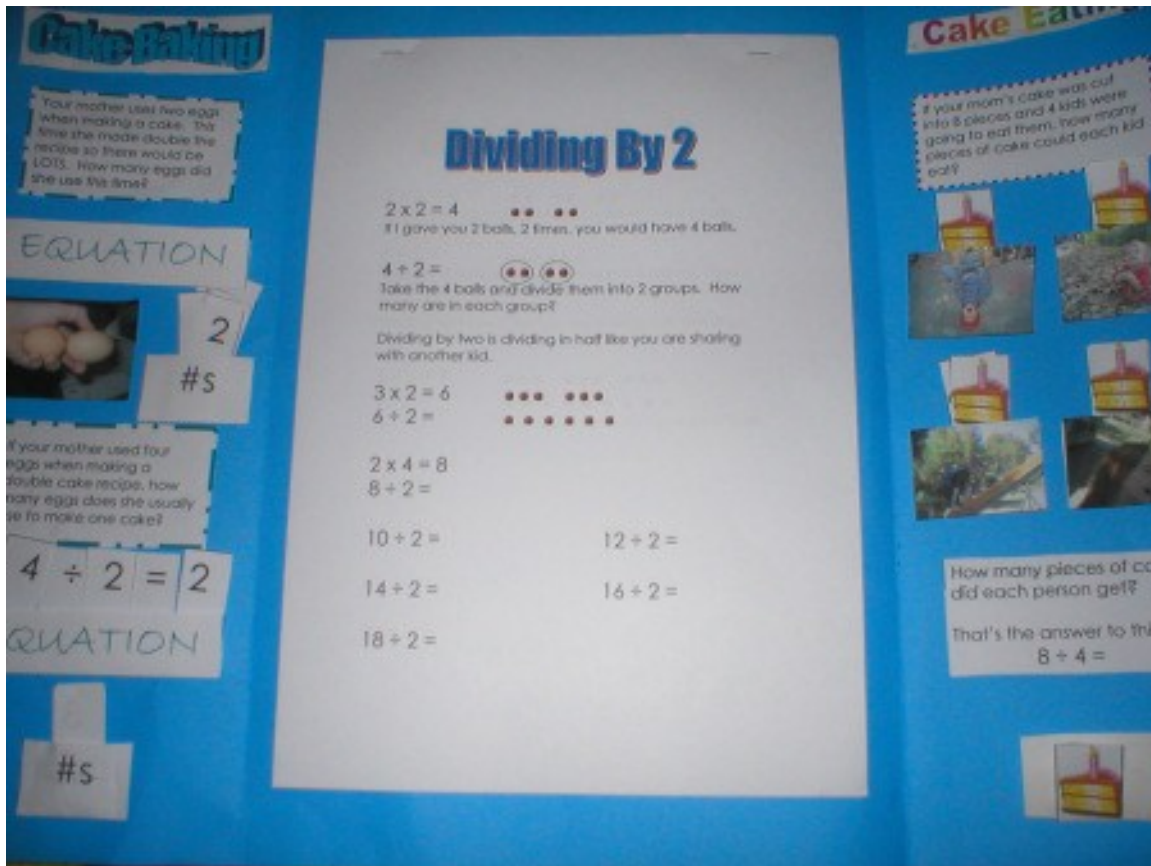 Cake Baking
Your mother uses two eggs
when making a cake. This
time she made double the
recipe so there would be
LOTS. How many eggs did
she use this time?
EQUATION
2
#s
If your mother used four
eggs when making a
double cake recipe, how
many eggs does she usually
use to make one cake?
4 ÷ 2 = 2
QUATION
#s
Dividing By 2
2 x 2 = 4
If I gave you 2 balls, 2 times, you would have 4 balls.
4 ÷ 2 =
Take the 4 balls and divide them into 2 groups. How
many are in each group?
Dividing by two is dividing in half like you are sharing
with another kid.
3 x 2 = 6
6 ÷ 2 =
2 x 4 = 8
8 ÷ 2 =
10 ÷ 2 = 12 ÷ 2 =
14 ÷ 2 = 16 ÷ 2 =
18 ÷ 2 =
Cake Eating
If your mom's cake was cut
into 8 pieces and 4 kids were
going to eat them, how many
pieces of cake could each kid
eat?
How many pieces of
did each person get?
That's the answer to
8 ÷ 4 =